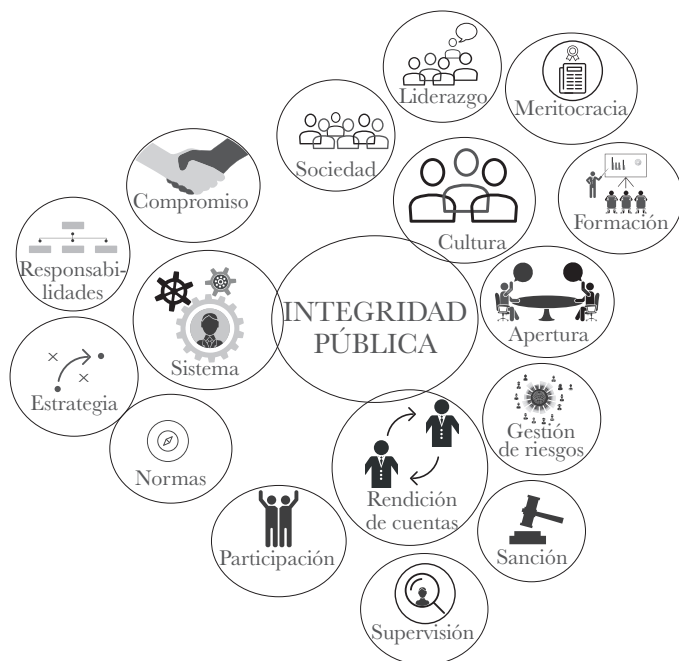 Liderazgo
Meritocracia
Sociedad
Compromiso
Cultura
Formación
Responsabi-
lidades
INTEGRIDAD
PÚBLICA
Sistema
Apertura
Estrategia
Gestión
de riesgos
Normas
Rendición
de cuentas
Participación
Sanción
Supervisión